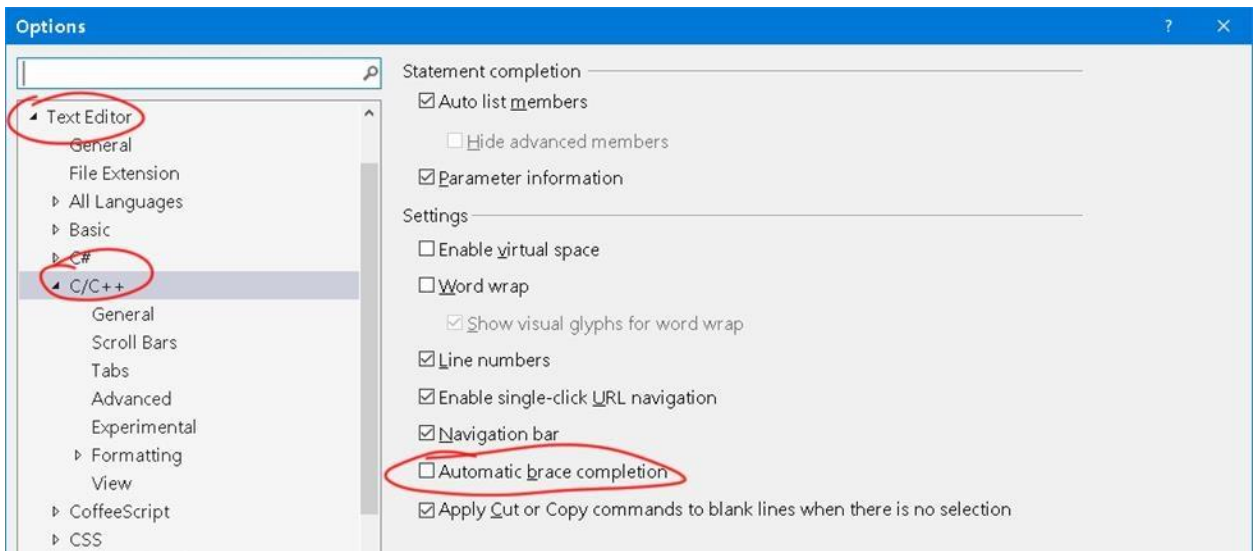 Options
?
Text Editor
General
File Extension
All Languages
Basic
C#
C/C++
General
Scroll Bars
Tabs
Advanced
Experimental
Formatting
View
CoffeeScript
CSS
Statement completion
Auto list members
Hide advanced members
Parameter information
Settings
Enable virtual space
Word wrap
Show visual glyphs for word wrap
Line numbers
Enable single-click URL navigation
Navigation bar
Automatic brace completion
Apply Cut or Copy commands to blank lines when there is no selection